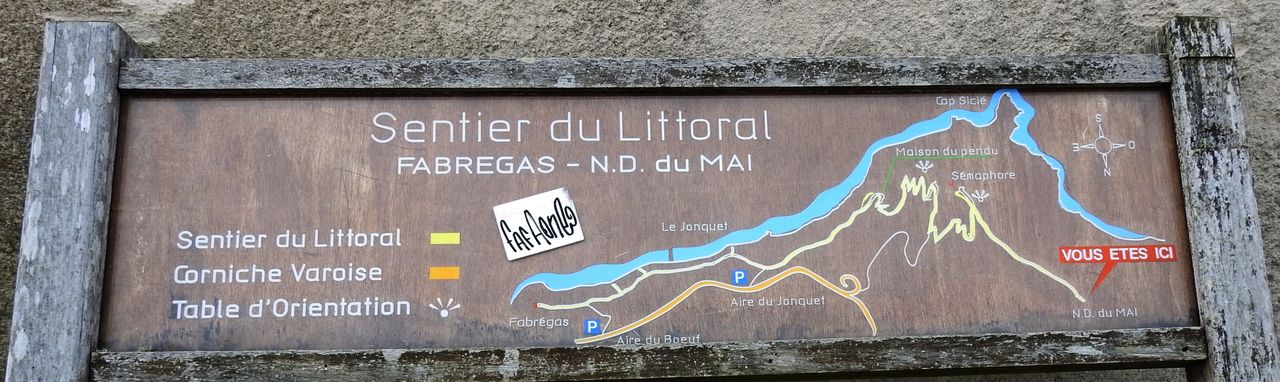 Sentier du Littoral
FABREGAS - N.D. du MAI
Sentier du Littoral
Corniche Varoise
Table d'Orientation
Cap Sicié
Maison du pendu
Sémaphore
Le Jonquet
S
E
O
N
VOUS ETES ICI
P
Aire du Jonquet
N.D. du MAI
Fabrégas
P
Aire du Boeuf